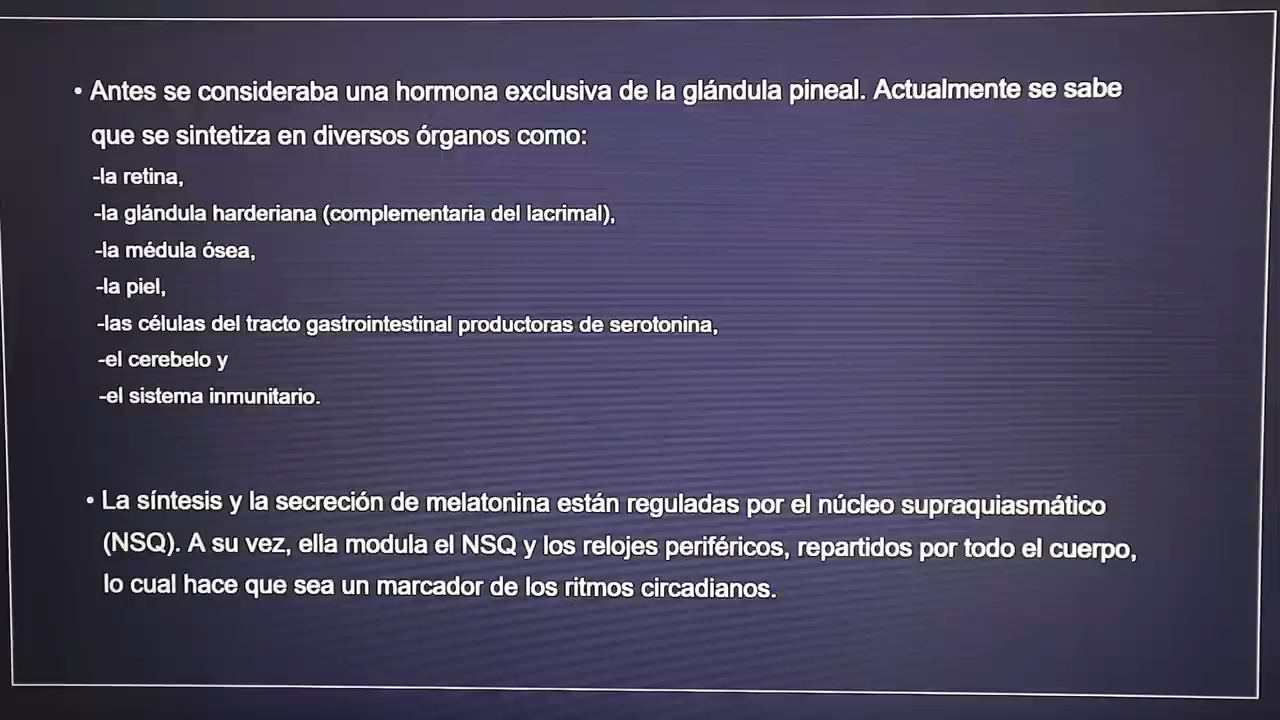 • Antes se consideraba una hormona exclusiva de la glándula pineal. Actualmente se sabe
que se sintetiza en diversos órganos como:
-la retina,
-la glándula harderiana (complementaria del lacrimal),
-la médula ósea,
-la piel,
-las células del tracto gastrointestinal productoras de serotonina,
-el cerebelo y
-el sistema inmunitario.
• La síntesis y la secreción de melatonina están reguladas por el núcleo supraquiasmático
(NSQ). A su vez, ella modula el NSQ y los relojes periféricos, repartidos por todo el cuerpo,
lo cual hace que sea un marcador de los ritmos circadianos.